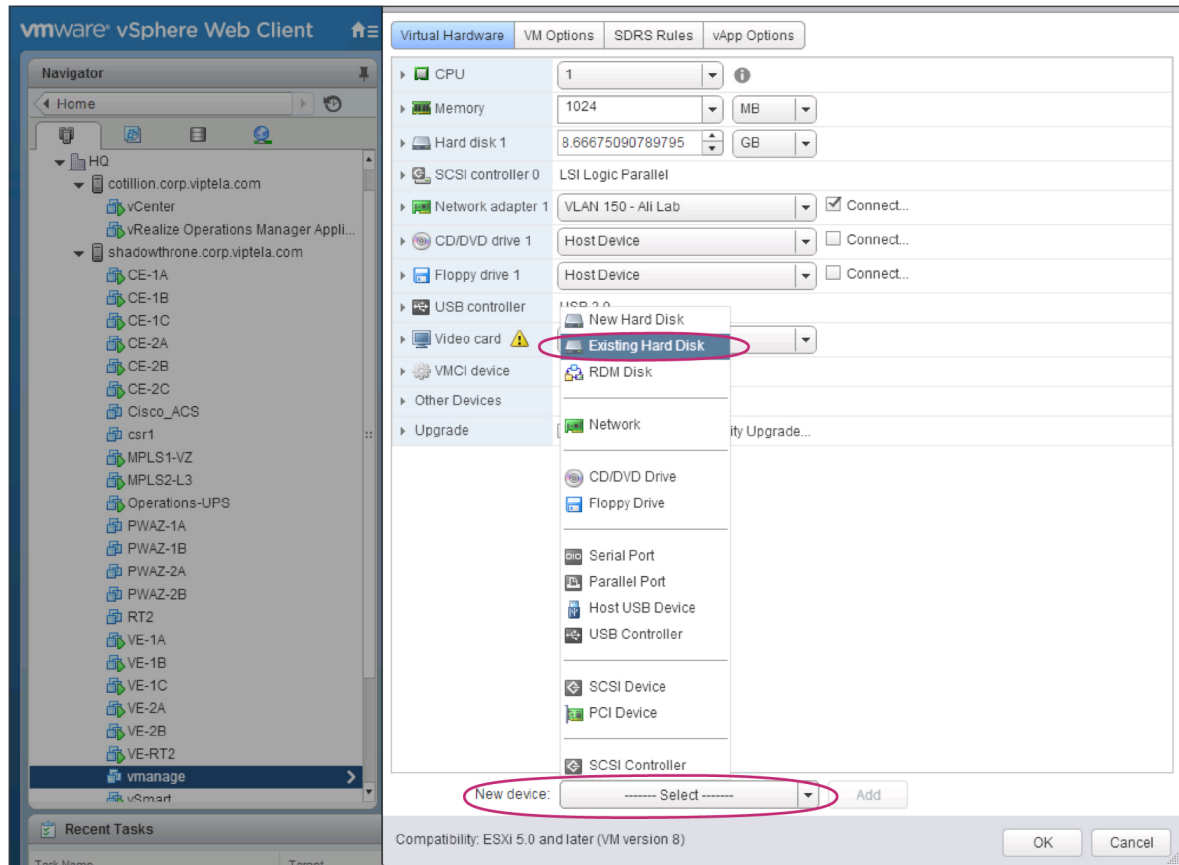 vmware® vSphere Web Client
Navigator
Home
HQ
cotillion.corp.viptela.com
vCenter
vRealize Operations Manager Appli...
shadowthrone.corp.viptela.com
CE-1A
CE-1B
CE-1C
CE-2A
CE-2B
CE-2C
Cisco_ACS
csr1
MPLS1-VZ
MPLS2-L3
Operations-UPS
PWAZ-1A
PWAZ-1B
PWAZ-2A
PWAZ-2B
RT2
VE-1A
VE-1B
VE-1C
VE-2A
VE-2B
VE-RT2
vmanage
vSmart
Recent Tasks
Task Name Target
Virtual Hardware VM Options SDRS Rules vApp Options
CPU 1
Memory 1024 MB
Hard disk 1 8.66675090789795 GB
SCSI controller 0 LSI Logic Parallel
Network adapter 1 VLAN 150 - Ali Lab Connect...
CD/DVD drive 1 Host Device Connect...
Floppy drive 1 Host Device Connect...
USB controller USB 2.0
Video card
VMCI device
Other Devices
Upgrade ity Upgrade...
New Hard Disk
Existing Hard Disk
RDM Disk
Network
CD/DVD Drive
Floppy Drive
Serial Port
Parallel Port
Host USB Device
USB Controller
SCSI Device
PCI Device
SCSI Controller
New device: ------- Select ------- Add
Compatibility: ESXi 5.0 and later (VM version 8) OK Cancel